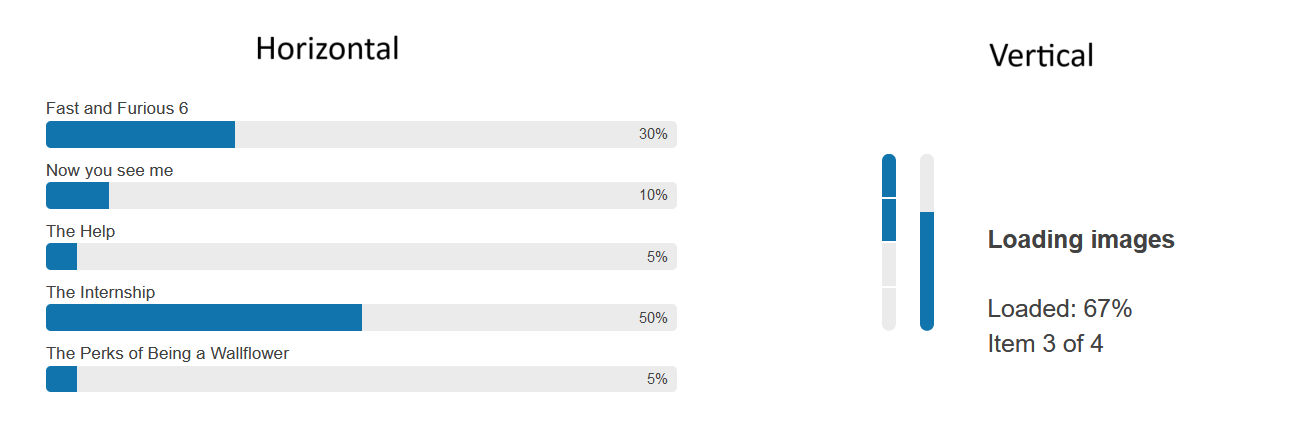 Horizontal
Fast and Furious 6
30%
Now you see me
10%
The Help
5%
The Internship
50%
The Perks of Being a Wallflower
5%
Vertical
Loading images
Loaded: 67%
Item 3 of 4